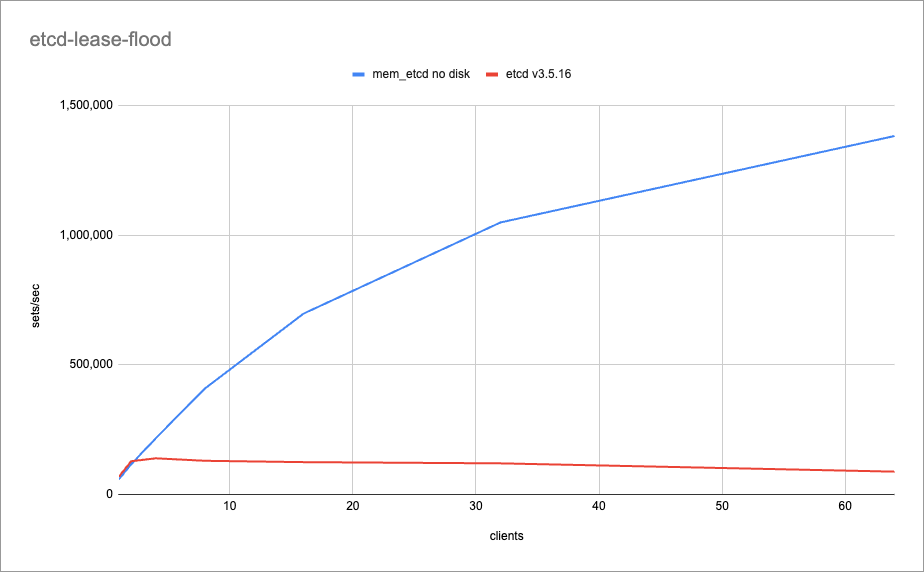 etcd-lease-flood
mem_etcd no disk etcd v3.5.16
1,500,000
1,000,000
500,000
0
sets/sec
10 20 30 40 50 60
clients